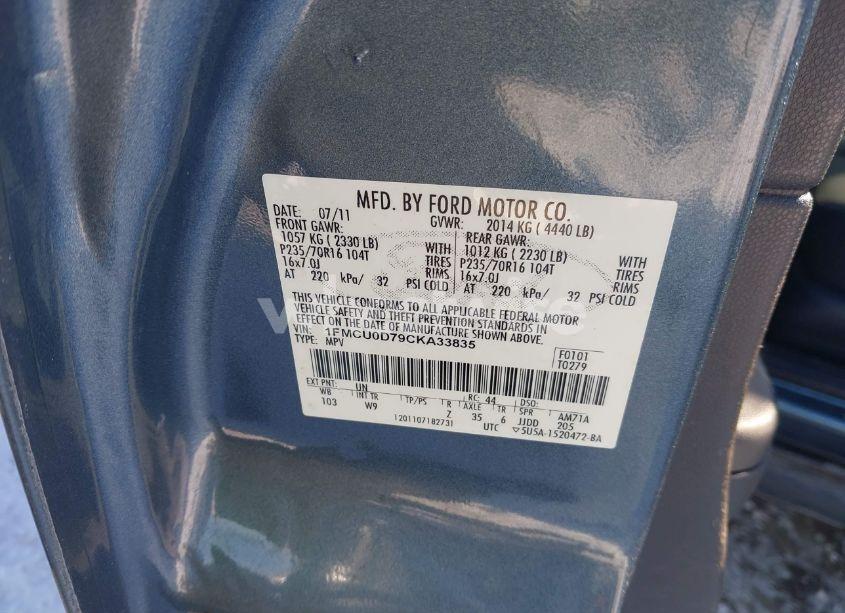 MFD. BY FORD MOTOR CO.
DATE: 07/11 GVWR: 2014 KG ( 4440 LB)
FRONT GAWR: REAR GAWR:
1057 KG ( 2330 LB) WITH 1012 KG ( 2230 LB) WITH
P235/70R16 104T TIRES P235/70R16 104T TIRES
16x7.0J RIMS 16x7.0J RIMS
AT 220 kPa/ 32 PSI COLD AT 220 kPa/ 32 PSI COLD
THIS VEHICLE CONFORMS TO ALL APPLICABLE FEDERAL MOTOR
VEHICLE SAFETY AND THEFT PREVENTION STANDARDS IN
EFFECT ON THE DATE OF MANUFACTURE SHOWN ABOVE.
VIN: 1FMCU0D79CKA33835
TYPE: MPV
F0101
T0279
EXT PNT: UN RC: 44 DSO:
WB INT TR TP/PS R AXLE TR SPR AM71A
103 W9 Z 35 6 JJDD 205
120110718273 UTC ▽5U5A-1520472-BA